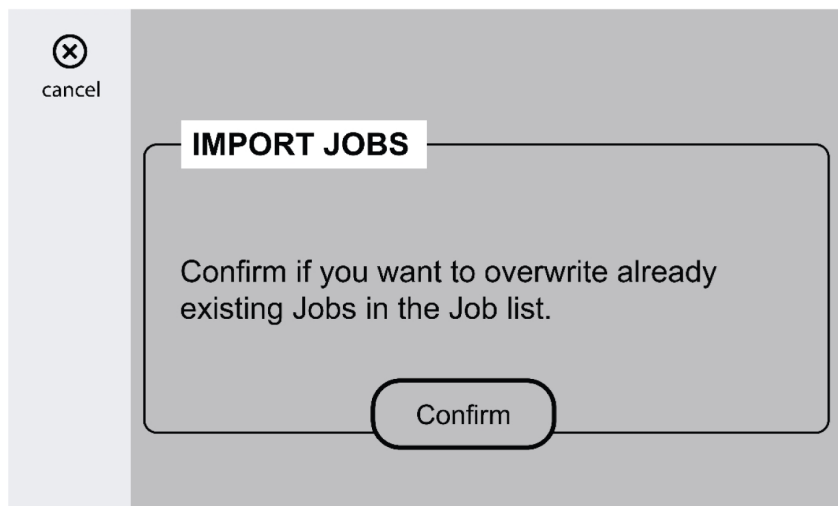 cancel
IMPORT JOBS
Confirm if you want to overwrite already
existing Jobs in the Job list.
Confirm